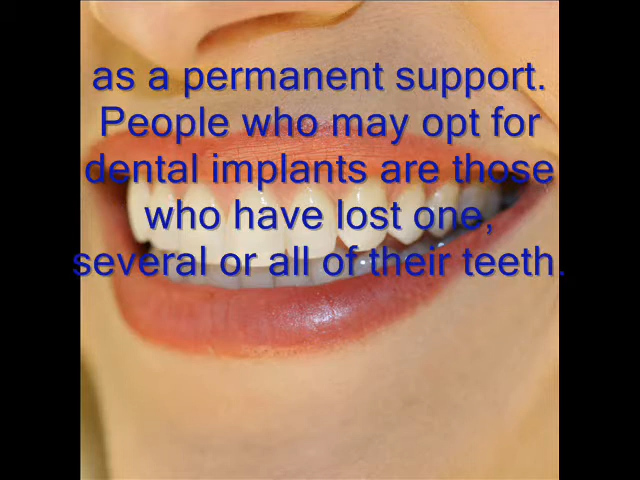 as a permanent support.
People who may opt for
dental implants are those
who have lost one,
several or all of their teeth.